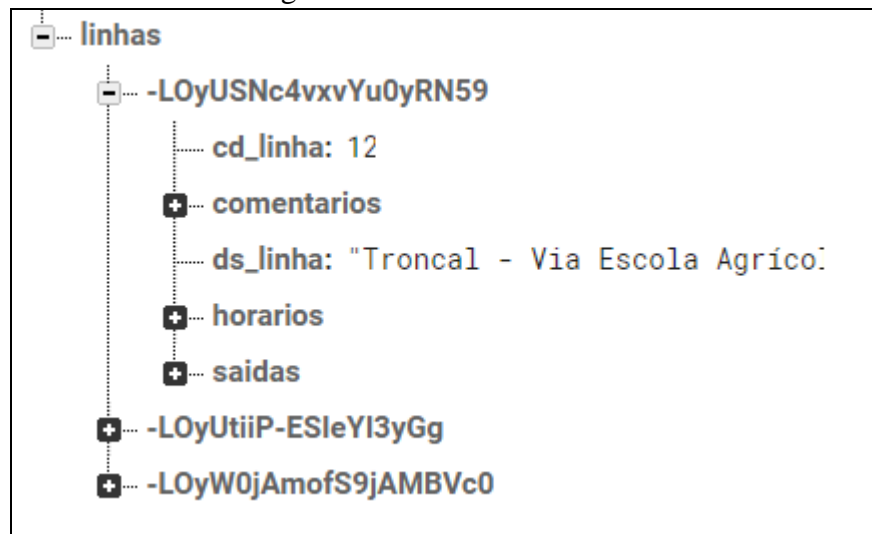 linhas
-LOyUSNc4vxvYu0yRN59
cd_linha: 12
comentarios
ds_linha: "Troncal - Via Escola Agríco
horarios
saidas
-LOyUtiiP-ESIeYI3yGg
-LOyW0jAmofS9jAMBVc0